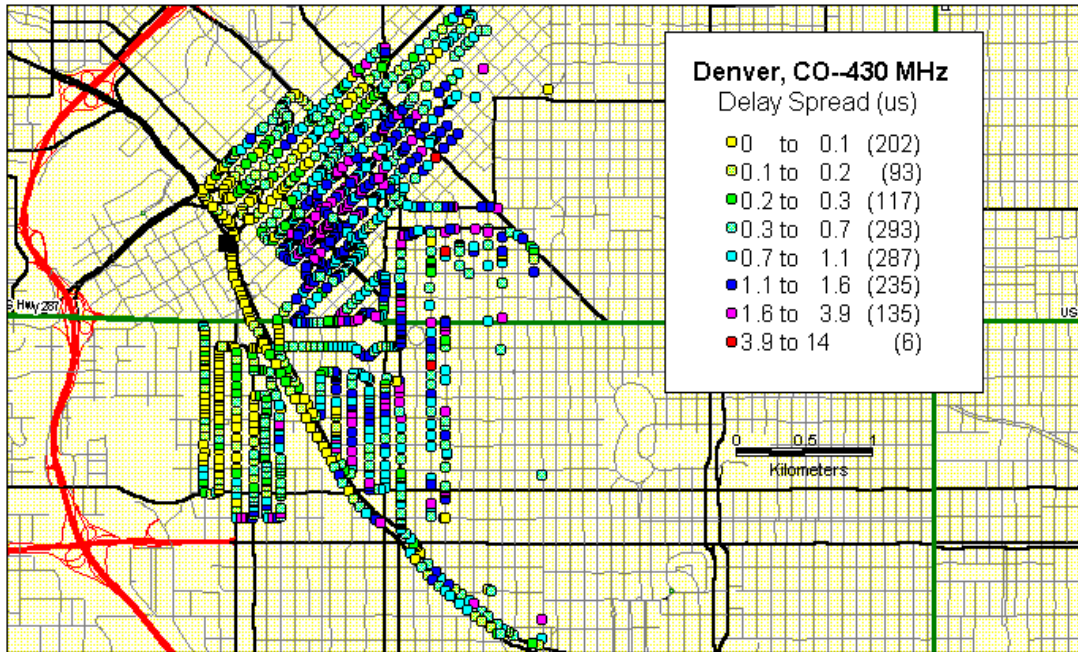 Denver, CO--430 MHz
Delay Spread (us)
0 to 0.1 (202)
0.1 to 0.2 (93)
0.2 to 0.3 (117)
0.3 to 0.7 (293)
0.7 to 1.1 (287)
1.1 to 1.6 (235)
1.6 to 3.9 (135)
3.9 to 14 (6)
S Hwy 287
US
0 0.5 1
Kilometers